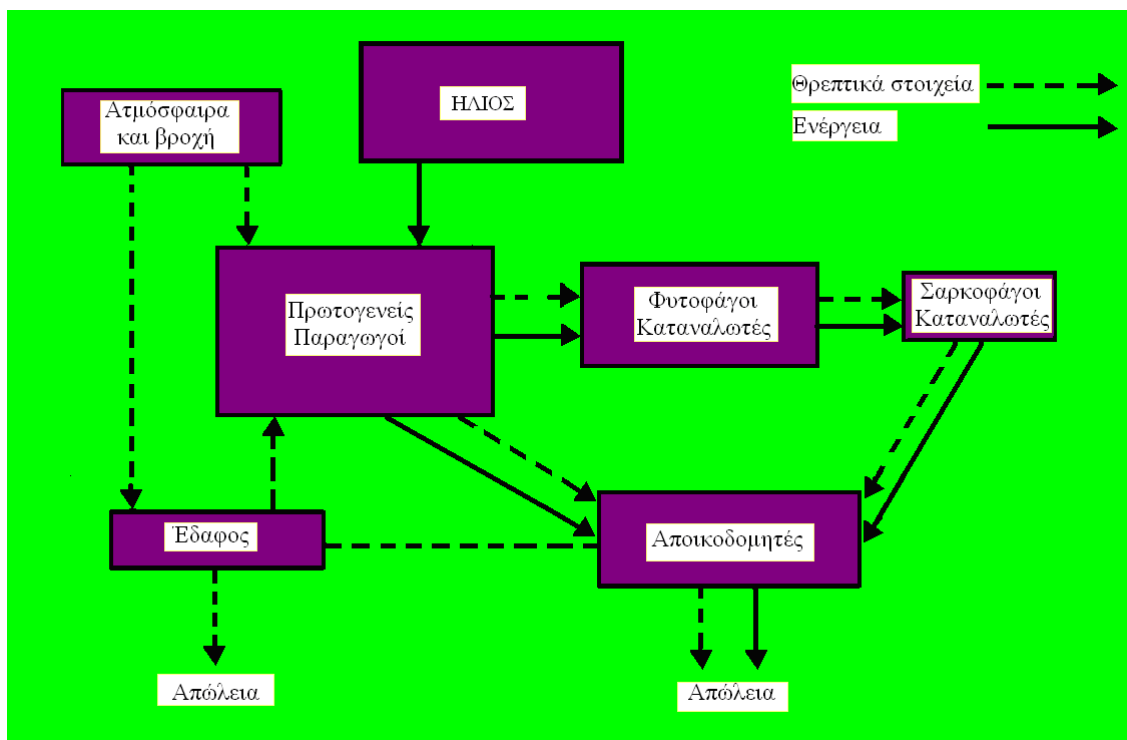 ΗΛΙΟΣ
Ατμόσφαιρα
και βροχή
Θρεπτικά στοιχεία
Ενέργεια
Πρωτογενείς
Παραγωγοί
Φυτοφάγοι
Καταναλωτές
Σαρκοφάγοι
Καταναλωτές
Έδαφος
Αποικοδομητές
Απώλεια
Απώλεια